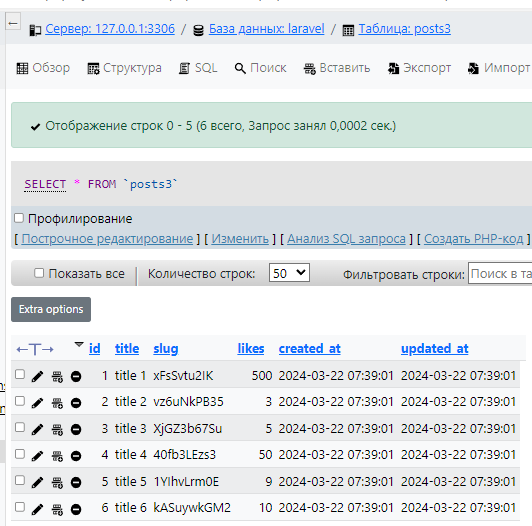 ← Сервер: 127.0.0.1:3306 / База данных: laravel / Таблица: posts3
Обзор Структура SQL Поиск Вставить Экспорт Импорт
Отображение строк 0 - 5 (6 всего, Запрос занял 0,0002 сек.)
SELECT * FROM `posts3`
Профилирование
[ Построчное редактирование ] [ Изменить ] [ Анализ SQL запроса ] [ Создать PHP-код ]
Показать все Количество строк: 50 Фильтровать строки: Поиск в та
Extra options
←T→ id title slug likes created_at updated_at
1 title 1 xFsSvtu2IK 500 2024-03-22 07:39:01 2024-03-22 07:39:01
2 title 2 vz6uNkPB35 3 2024-03-22 07:39:01 2024-03-22 07:39:01
3 title 3 XjGZ3b67Su 5 2024-03-22 07:39:01 2024-03-22 07:39:01
4 title 4 40fb3LEzs3 50 2024-03-22 07:39:01 2024-03-22 07:39:01
5 title 5 1YIhvLrm0E 9 2024-03-22 07:39:01 2024-03-22 07:39:01
6 title 6 kASuywkGM2 10 2024-03-22 07:39:01 2024-03-22 07:39:01